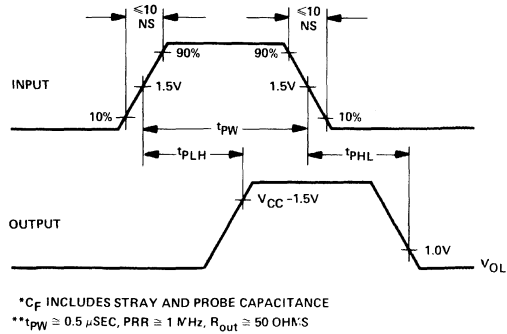 ≤10
NS
≤10
NS
90%
90%
INPUT
1.5V
1.5V
10%
10%
tPW
tPLH
tPHL
VCC -1.5V
OUTPUT
1.0V
VOL
*CF INCLUDES STRAY AND PROBE CAPACITANCE
**tPW ≅ 0.5 μSEC, PRR ≅ 1 MHz, Rout ≅ 50 OHMS